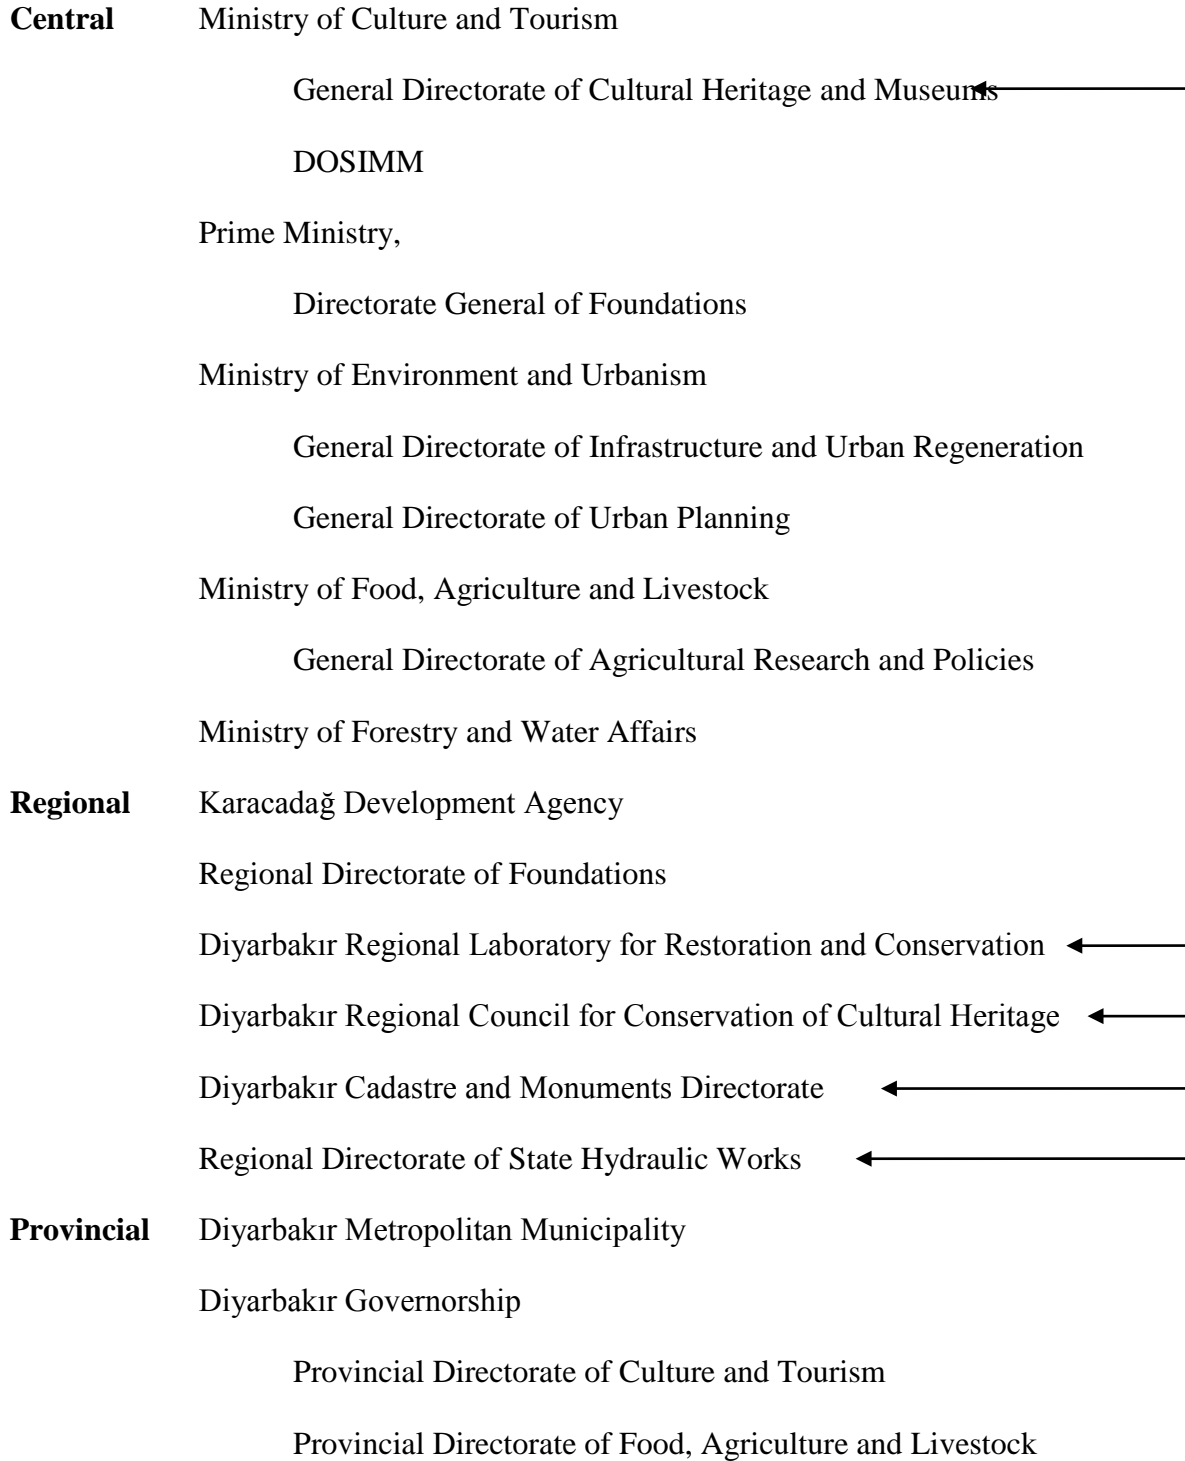 Central Ministry of Culture and Tourism
General Directorate of Cultural Heritage and Museums
DOSIMM
Prime Ministry,
Directorate General of Foundations
Ministry of Environment and Urbanism
General Directorate of Infrastructure and Urban Regeneration
General Directorate of Urban Planning
Ministry of Food, Agriculture and Livestock
General Directorate of Agricultural Research and Policies
Ministry of Forestry and Water Affairs
Regional Karacadağ Development Agency
Regional Directorate of Foundations
Diyarbakır Regional Laboratory for Restoration and Conservation
Diyarbakır Regional Council for Conservation of Cultural Heritage
Diyarbakır Cadastre and Monuments Directorate
Regional Directorate of State Hydraulic Works
Provincial Diyarbakır Metropolitan Municipality
Diyarbakır Governorship
Provincial Directorate of Culture and Tourism
Provincial Directorate of Food, Agriculture and Livestock